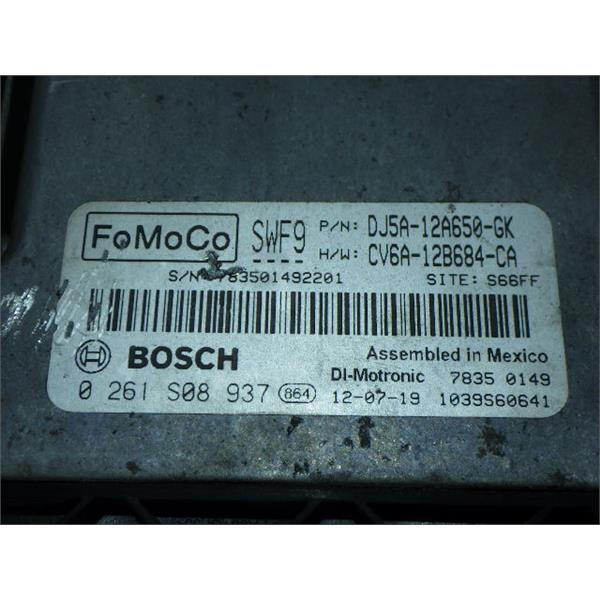 FoMoCo SWF9 P/N: DJ5A-12A650-GK
H/W: CV6A-12B684-CA
S/N 783501492201 SITE: S66FF
BOSCH Assembled in Mexico
DI-Motronic 7835 0149
0 261 S08 937 864 12-07-19 1039S60641